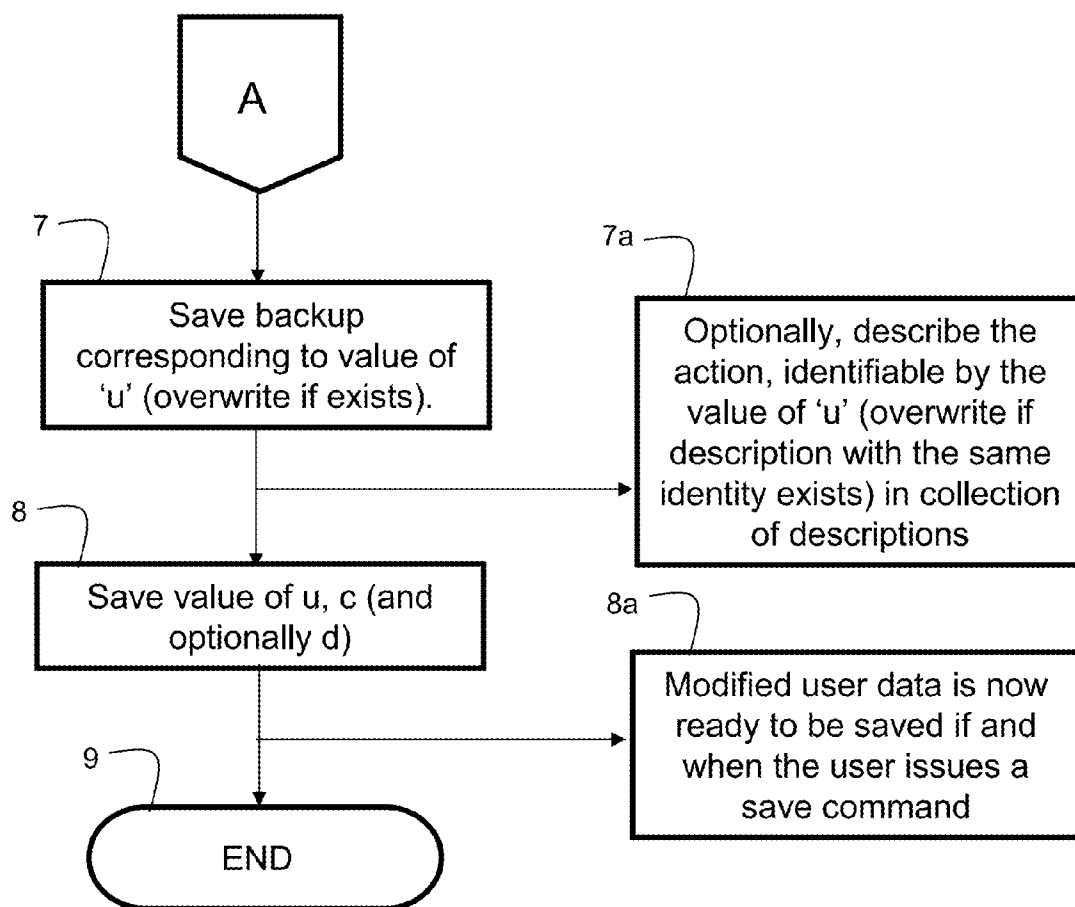 A
7
Save backup
corresponding to value of
‘u’ (overwrite if exists).
7a
Optionally, describe the
action, identifiable by the
value of ‘u’ (overwrite if
description with the same
identity exists) in collection
of descriptions
8
Save value of u, c (and
optionally d)
8a
Modified user data is now
ready to be saved if and
when the user issues a
save command
9
END